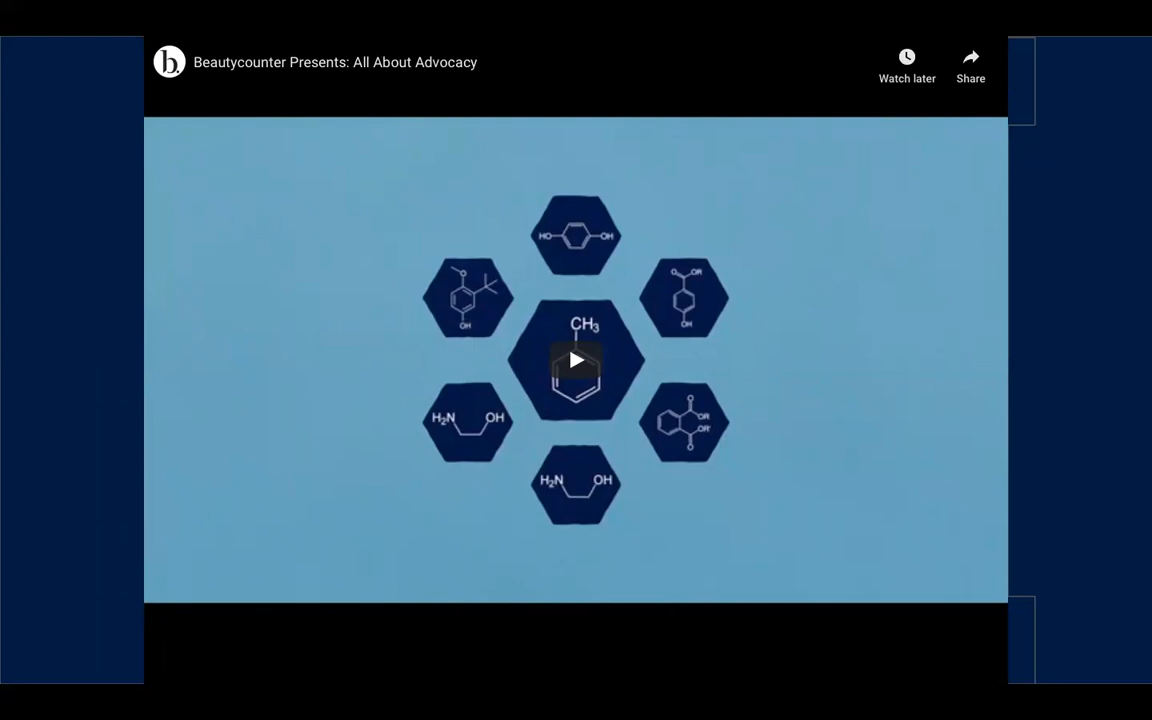 b.
Beautycounter Presents: All About Advocacy
Watch later
Share
HO OH
O
OH
O OR
OH
CH3
H2N OH
O
OR
OR'
O
H2N OH